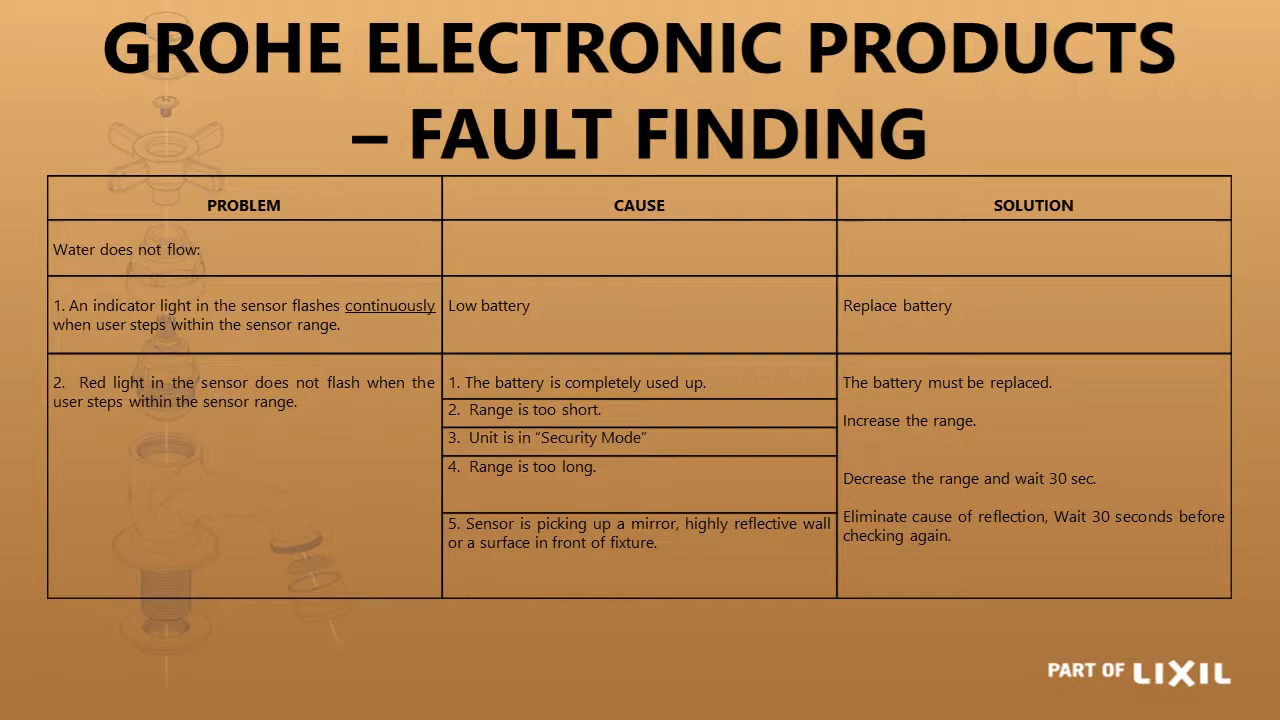 GROHE ELECTRONIC PRODUCTS
– FAULT FINDING
PROBLEM
CAUSE
SOLUTION
Water does not flow:
1. An indicator light in the sensor flashes continuously
when user steps within the sensor range.
Low battery
Replace battery
2. Red light in the sensor does not flash when the
user steps within the sensor range.
1. The battery is completely used up.
2. Range is too short.
3. Unit is in “Security Mode”
4. Range is too long.
5. Sensor is picking up a mirror, highly reflective wall
or a surface in front of fixture.
The battery must be replaced.
Increase the range.
Decrease the range and wait 30 sec.
Eliminate cause of reflection, Wait 30 seconds before
checking again.
PART OF LIXIL